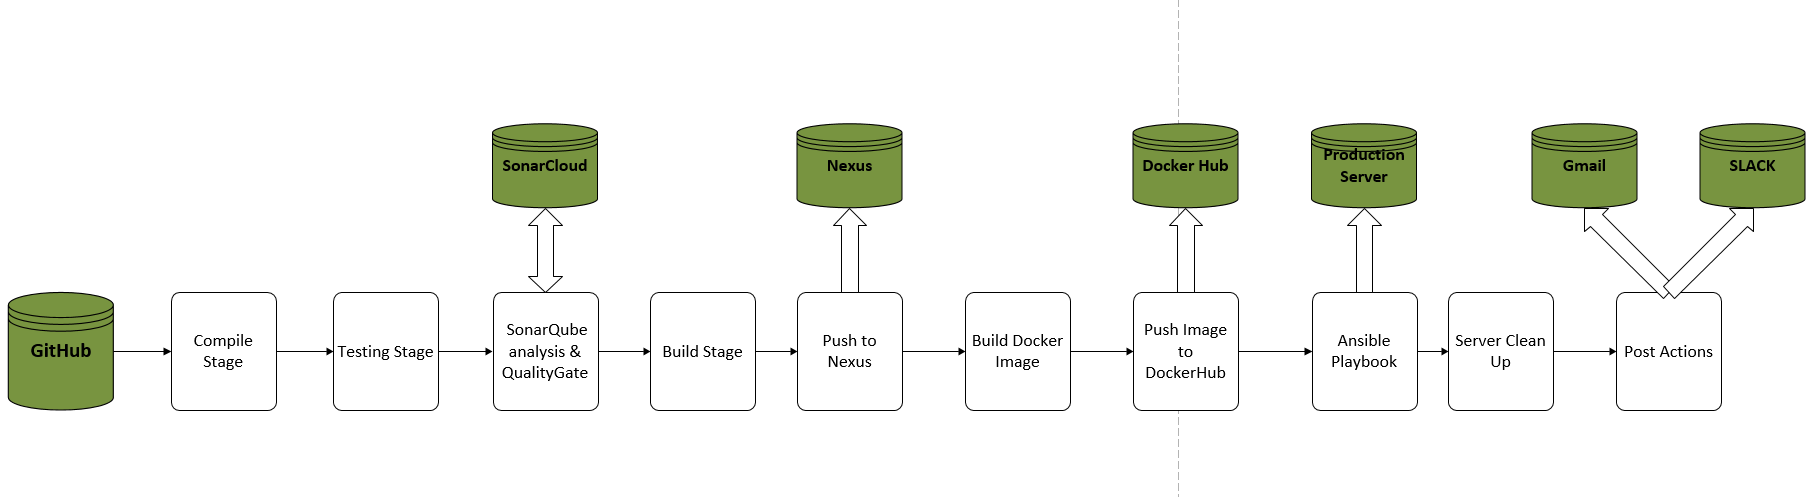 SonarCloud
Nexus
Docker Hub
Production
Server
Gmail
SLACK
GitHub
Compile
Stage
Testing Stage
SonarQube
analysis &
QualityGate
Build Stage
Push to
Nexus
Build Docker
Image
Push Image
to
DockerHub
Ansible
Playbook
Server Clean
Up
Post Actions